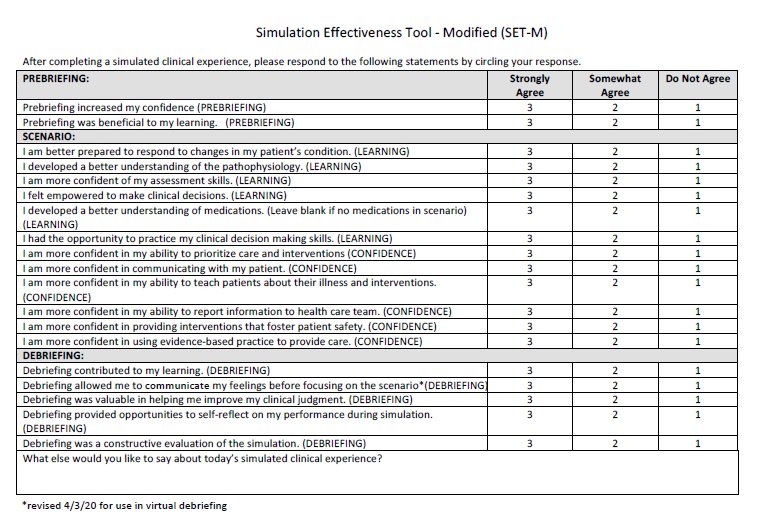 Simulation Effectiveness Tool - Modified (SET-M)
After completing a simulated clinical experience, please respond to the following statements by circling your response.
PREBRIEFING: Strongly Agree Somewhat Agree Do Not Agree
Prebriefing increased my confidence (PREBRIEFING) 3 2 1
Prebriefing was beneficial to my learning. (PREBRIEFING) 3 2 1
SCENARIO:
I am better prepared to respond to changes in my patient's condition. (LEARNING) 3 2 1
I developed a better understanding of the pathophysiology. (LEARNING) 3 2 1
I am more confident of my assessment skills. (LEARNING) 3 2 1
I felt empowered to make clinical decisions. (LEARNING) 3 2 1
I developed a better understanding of medications. (Leave blank if no medications in scenario) 3 2 1
(LEARNING)
I had the opportunity to practice my clinical decision making skills. (LEARNING) 3 2 1
I am more confident in my ability to prioritize care and interventions (CONFIDENCE) 3 2 1
I am more confident in communicating with my patient. (CONFIDENCE) 3 2 1
I am more confident in my ability to teach patients about their illness and interventions. 3 2 1
(CONFIDENCE)
I am more confident in my ability to report information to health care team. (CONFIDENCE) 3 2 1
I am more confident in providing interventions that foster patient safety. (CONFIDENCE) 3 2 1
I am more confident in using evidence-based practice to provide care. (CONFIDENCE) 3 2 1
DEBRIEFING:
Debriefing contributed to my learning. (DEBRIEFING) 3 2 1
Debriefing allowed me to communicate my feelings before focusing on the scenario*(DEBRIEFING) 3 2 1
Debriefing was valuable in helping me improve my clinical judgment. (DEBRIEFING) 3 2 1
Debriefing provided opportunities to self-reflect on my performance during simulation. 3 2 1
(DEBRIEFING)
Debriefing was a constructive evaluation of the simulation. (DEBRIEFING) 3 2 1
What else would you like to say about today's simulated clinical experience?
*revised 4/3/20 for use in virtual debriefing